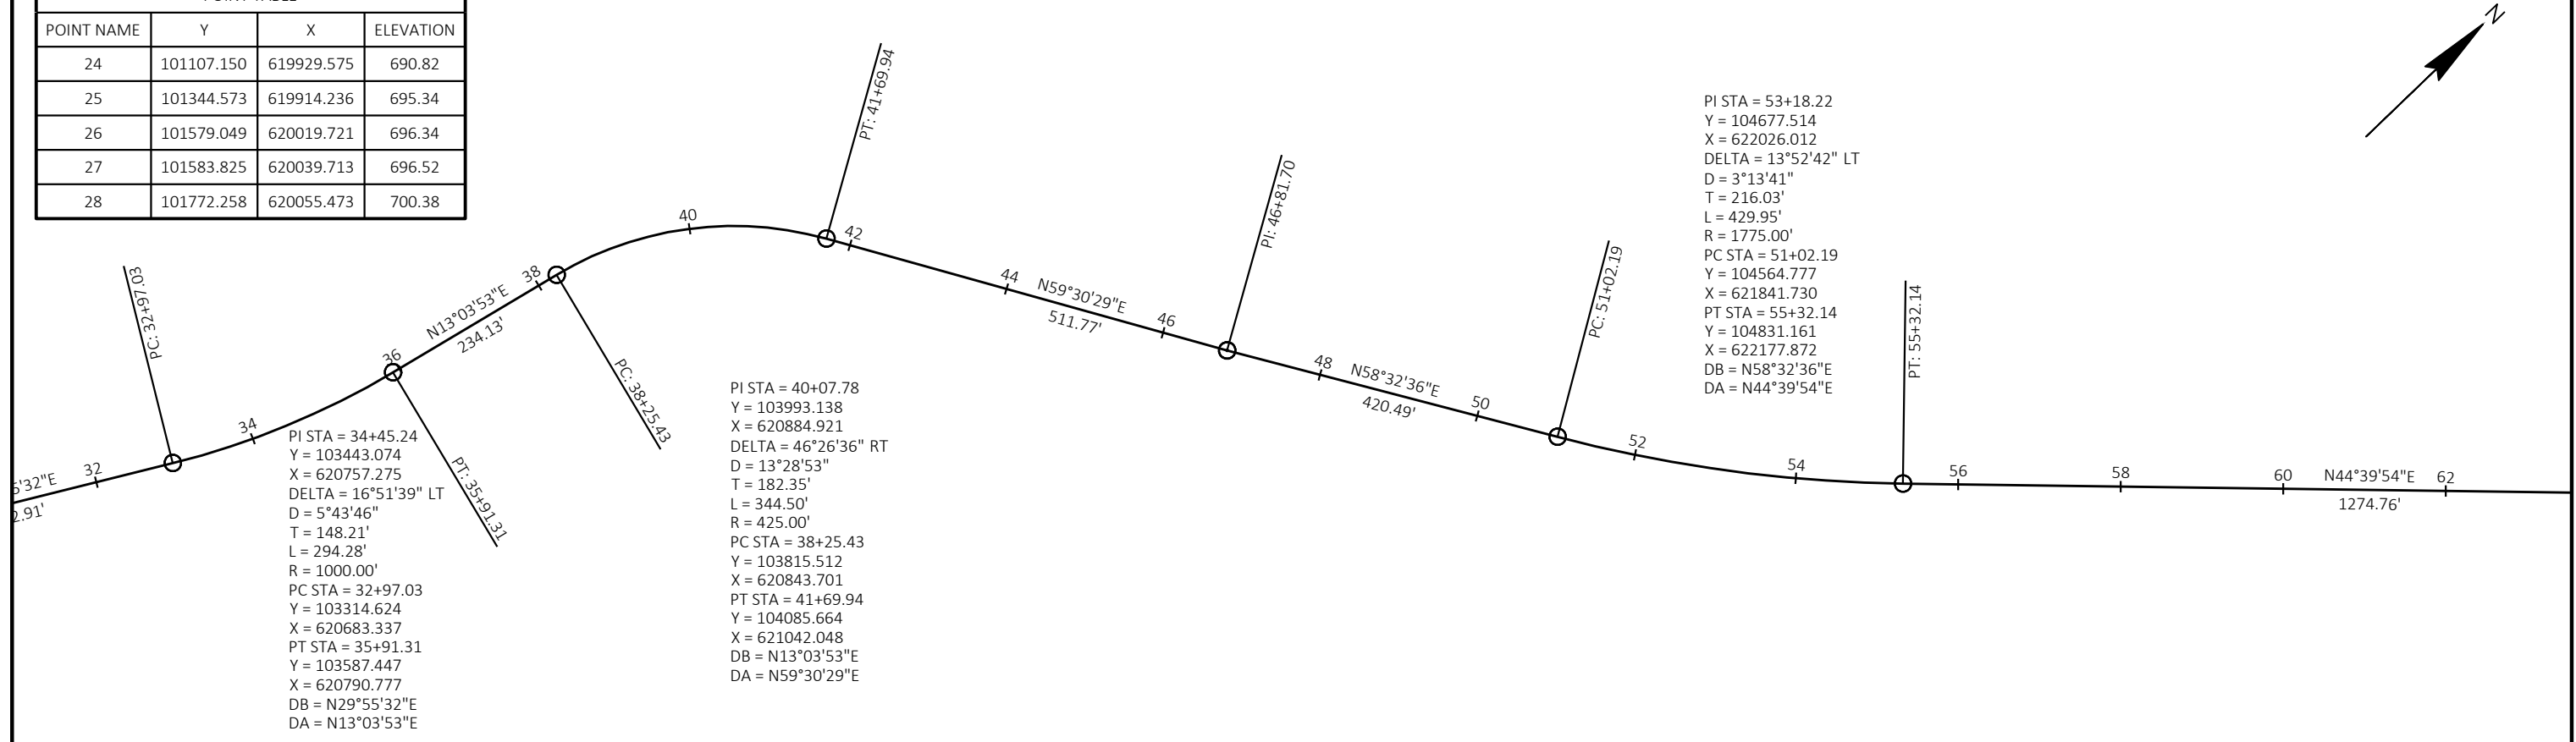 POINT TABLE
POINT NAME Y X ELEVATION
24 101107.150 619929.575 690.82
25 101344.573 619914.236 695.34
26 101579.049 620019.721 696.34
27 101583.825 620039.713 696.52
28 101772.258 620055.473 700.38
5'32"E
2.91'
32
PC: 32+97.03
34
PI STA = 34+45.24
Y = 103443.074
X = 620757.275
DELTA = 16°51'39" LT
D = 5°43'46"
T = 148.21'
L = 294.28'
R = 1000.00'
PC STA = 32+97.03
Y = 103314.624
X = 620683.337
PT STA = 35+91.31
Y = 103587.447
X = 620790.777
DB = N29°55'32"E
DA = N13°03'53"E
36
PT: 35+91.31
N13°03'53"E
234.13'
38
PC: 38+25.43
40
PI STA = 40+07.78
Y = 103993.138
X = 620884.921
DELTA = 46°26'36" RT
D = 13°28'53"
T = 182.35'
L = 344.50'
R = 425.00'
PC STA = 38+25.43
Y = 103815.512
X = 620843.701
PT STA = 41+69.94
Y = 104085.664
X = 621042.048
DB = N13°03'53"E
DA = N59°30'29"E
PT: 41+69.94
42
44
N59°30'29"E
511.77'
46
PI: 46+81.70
48
N58°32'36"E
420.49'
50
PC: 51+02.19
52
PI STA = 53+18.22
Y = 104677.514
X = 622026.012
DELTA = 13°52'42" LT
D = 3°13'41"
T = 216.03'
L = 429.95'
R = 1775.00'
PC STA = 51+02.19
Y = 104564.777
X = 621841.730
PT STA = 55+32.14
Y = 104831.161
X = 622177.872
DB = N58°32'36"E
DA = N44°39'54"E
54
PT: 55+32.14
56
58
60
N44°39'54"E
1274.76'
62
N